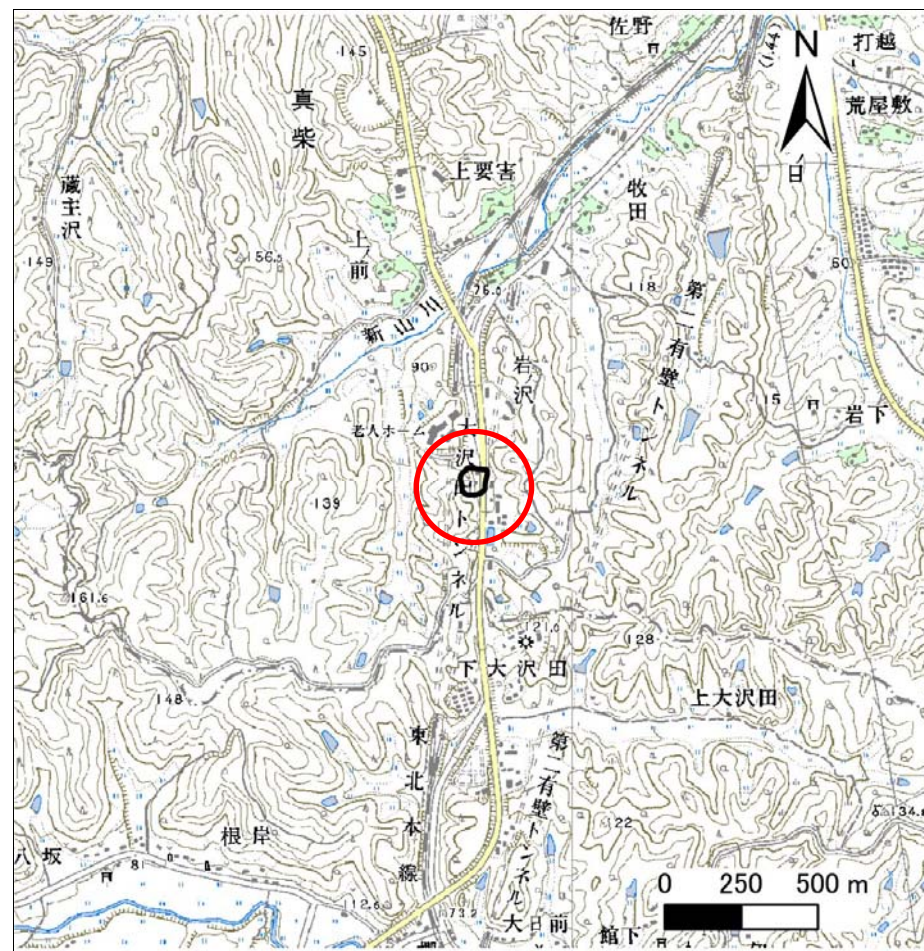 佐野
打越
N
145
荒屋敷
真柴
上要害
牧田
蔵主沢
上ノ前
149
156.5
118
60
76.0
新山川
第二有壁トンネル
岩沢
90
15
岩下
老人ホーム
大沢田トンネル
139
161.6
121.0
128
下大沢田
148
上大沢田
東北本線
第二有壁トンネル
122
134.
根岸
八坂
81
0 250 500 m
112.6
73.2
大日前
館下